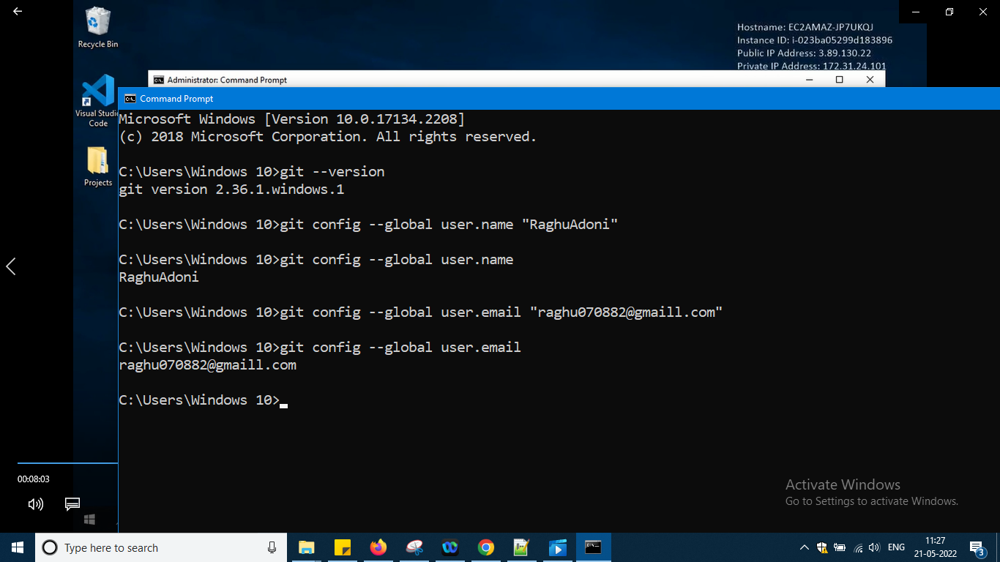 Recycle Bin
Hostname: EC2AMAZ-JP7UKQJ
Instance ID: i-023ba05299d183896
Public IP Address: 3.89.130.22
Private IP Address: 172.31.24.101
Administrator: Command Prompt
Visual Studio
Code
Projects
Command Prompt
Microsoft Windows [Version 10.0.17134.2208]
(c) 2018 Microsoft Corporation. All rights reserved.
C:\Users\Windows 10>git --version
git version 2.36.1.windows.1
C:\Users\Windows 10>git config --global user.name "RaghuAdoni"
C:\Users\Windows 10>git config --global user.name
RaghuAdoni
C:\Users\Windows 10>git config --global user.email "raghu070882@gmaill.com"
C:\Users\Windows 10>git config --global user.email
raghu070882@gmaill.com
C:\Users\Windows 10>
00:08:03
Activate Windows
Go to Settings to activate Windows.
Type here to search
ENG
11:27
21-05-2022
3